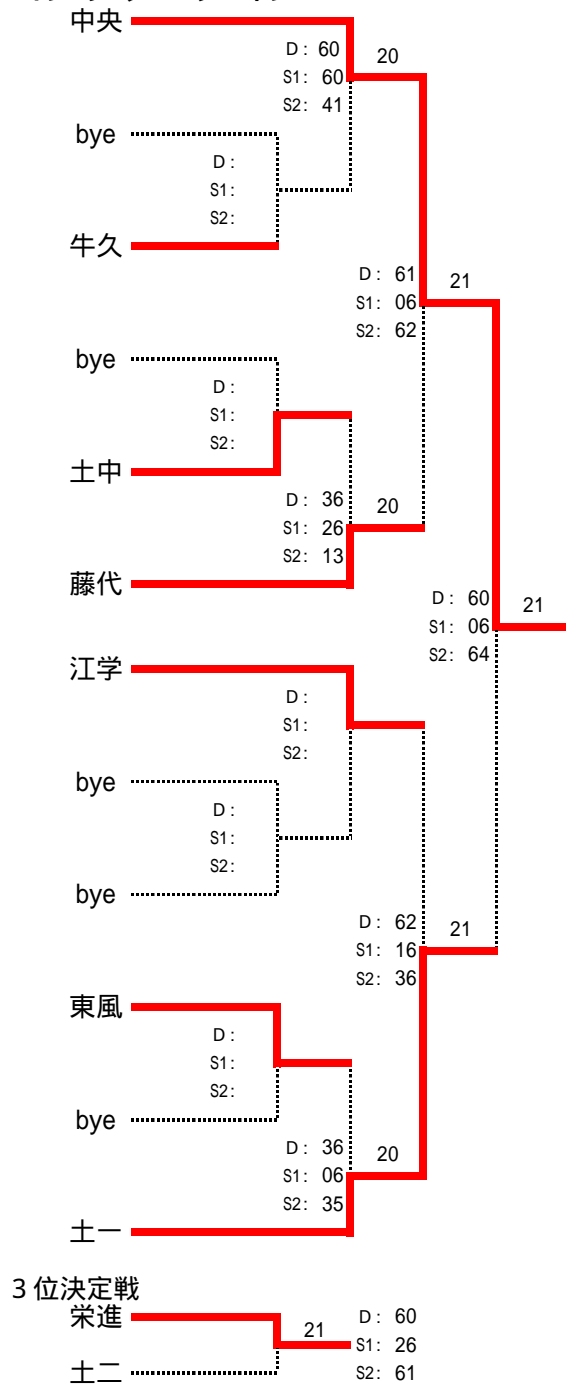 中央
D: 60
20
S1: 60
S2: 41
bye
D:
S1:
S2:
牛久
D: 61
21
S1: 06
S2: 62
bye
D:
S1:
S2:
土中
D: 36
20
S1: 26
S2: 13
藤代
D: 60
21
S1: 06
S2: 64
江学
D:
S1:
S2:
bye
D:
S1:
S2:
bye
D: 62
21
S1: 16
S2: 36
東風
D:
S1:
S2:
bye
D: 36
20
S1: 06
S2: 35
土一
3位決定戦
栄進
D: 60
21
S1: 26
土二
S2: 61